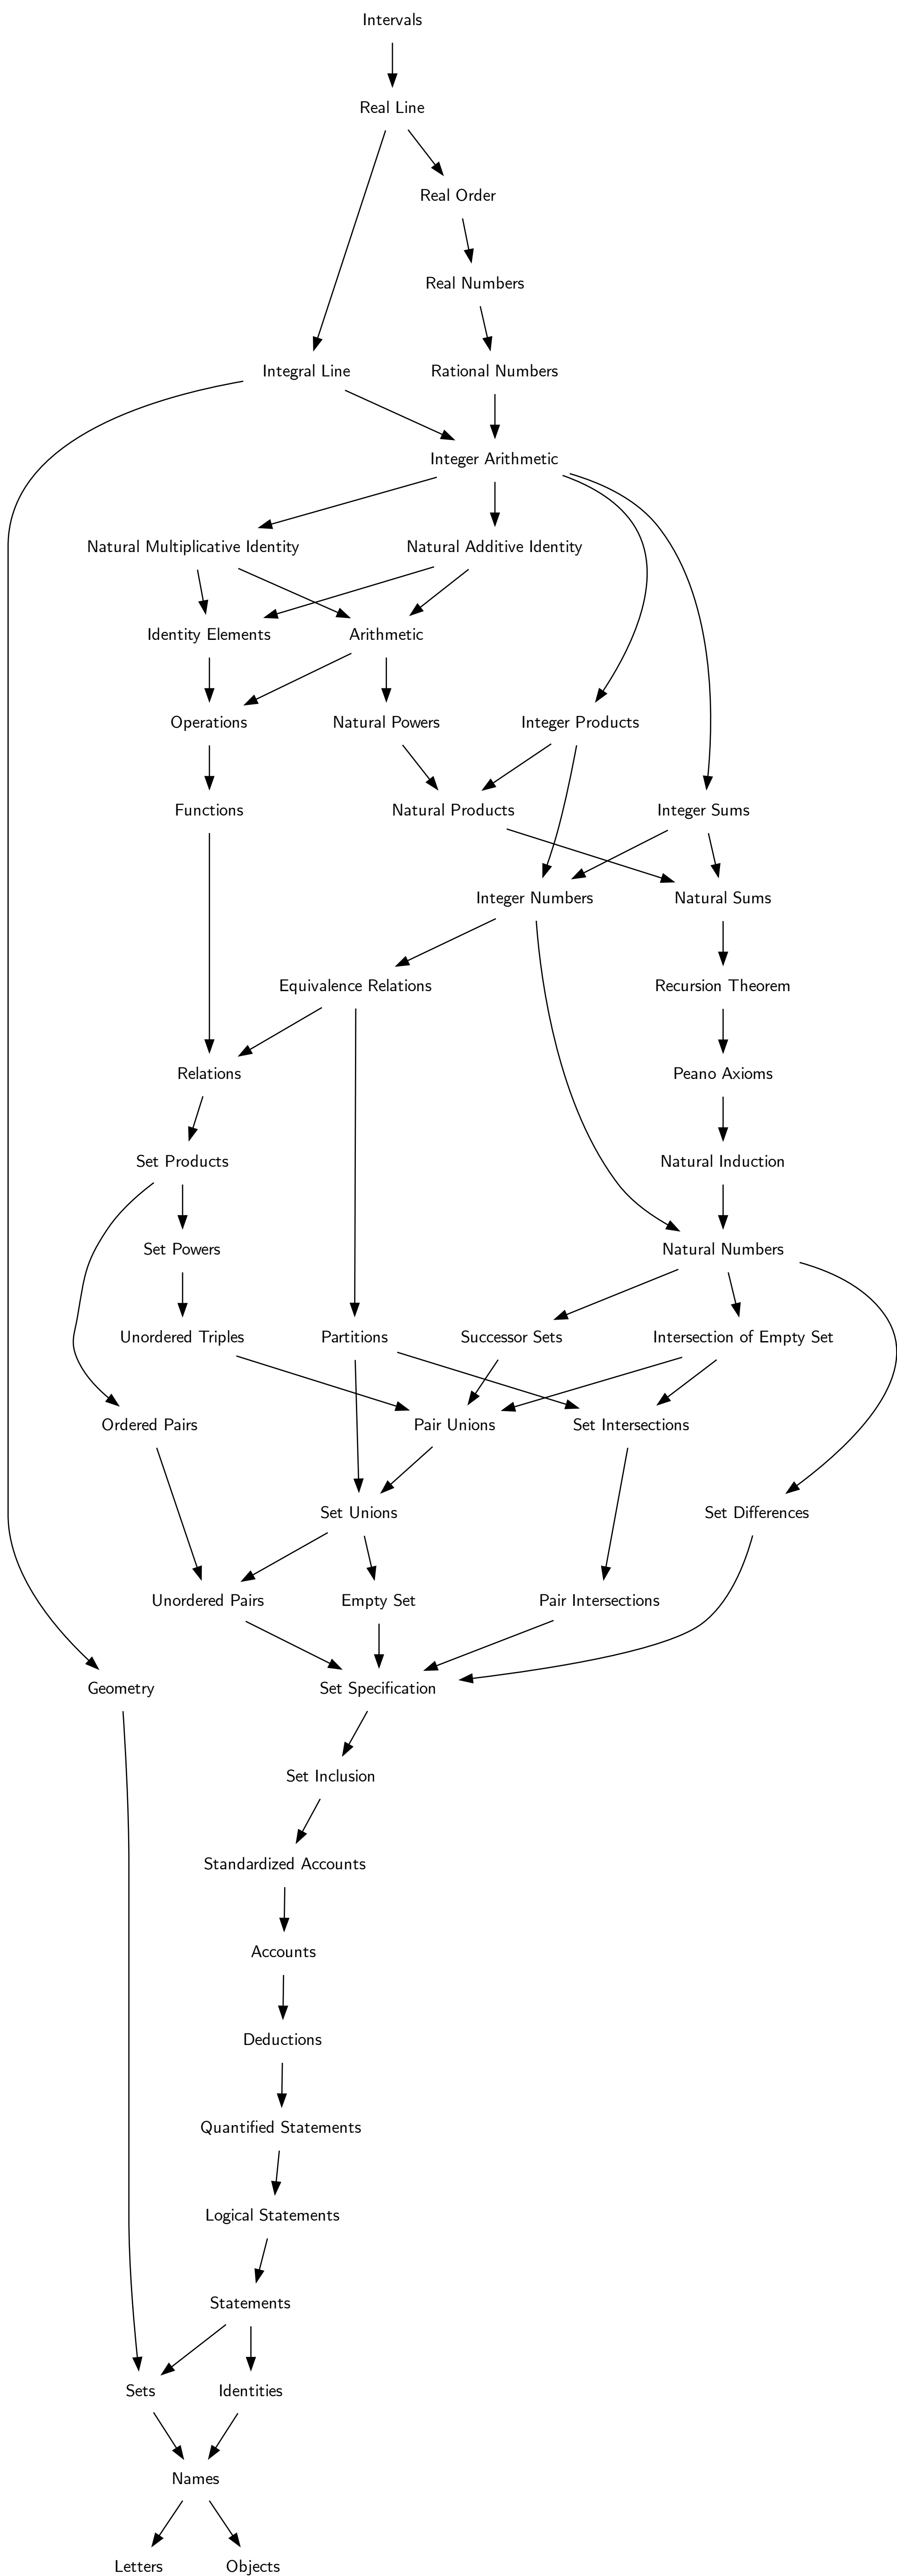 Intervals
Real Line
Real Order
Real Numbers
Integral Line
Rational Numbers
Integer Arithmetic
Natural Multiplicative Identity
Natural Additive Identity
Identity Elements
Arithmetic
Operations
Natural Powers
Integer Products
Functions
Natural Products
Integer Sums
Integer Numbers
Natural Sums
Equivalence Relations
Recursion Theorem
Relations
Peano Axioms
Set Products
Natural Induction
Set Powers
Natural Numbers
Unordered Triples
Partitions
Successor Sets
Intersection of Empty Set
Ordered Pairs
Pair Unions
Set Intersections
Set Unions
Set Differences
Unordered Pairs
Empty Set
Pair Intersections
Geometry
Set Specification
Set Inclusion
Standardized Accounts
Accounts
Deductions
Quantified Statements
Logical Statements
Statements
Sets
Identities
Names
Letters
Objects